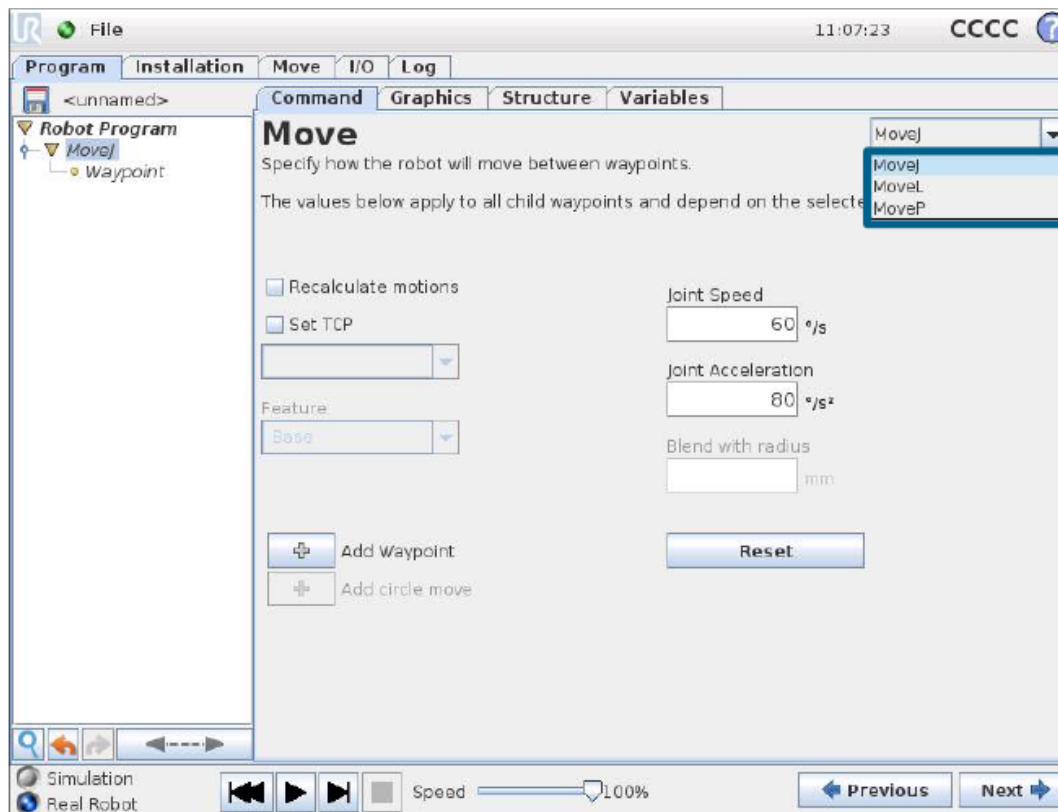 UR File 11:07:23 CCCC ?
Program Installation Move I/O Log
<unnamed> Command Graphics Structure Variables
Robot Program
MoveJ
Waypoint
Move
MoveJ
Specify how the robot will move between waypoints.
MoveJ
MoveL
MoveP
The values below apply to all child waypoints and depend on the selecte
Recalculate motions
Set TCP
Feature
Base
Joint Speed
60 °/s
Joint Acceleration
80 °/s²
Blend with radius
mm
Add Waypoint
Reset
Add circle move
Simulation
Real Robot
Speed 100%
Previous Next